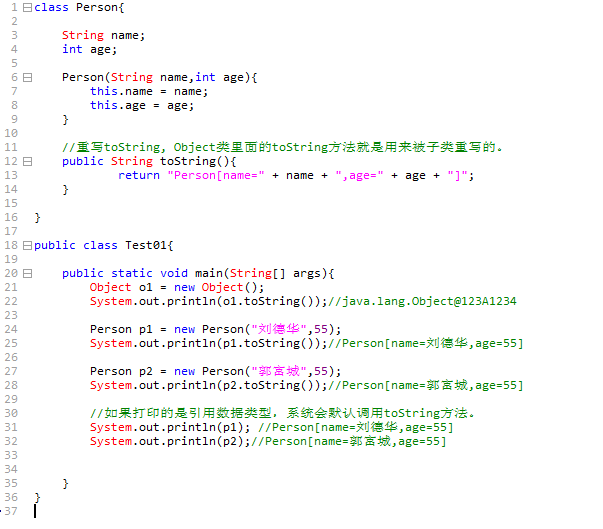 1 class Person{
2
3     String name;
4     int age;
5
6     Person(String name,int age){
7         this.name = name;
8         this.age = age;
9     }
10
11     //重写toString, Object类里面的toString方法就是用来被子类重写的。
12     public String toString(){
13             return "Person[name=" + name + ",age=" + age + "]";
14     }
15
16 }
17
18 public class Test01{
19
20     public static void main(String[] args){
21         Object o1 = new Object();
22         System.out.println(o1.toString());//java.lang.Object@123A1234
23
24         Person p1 = new Person("刘德华",55);
25         System.out.println(p1.toString());//Person[name=刘德华,age=55]
26
27         Person p2 = new Person("郭富城",55);
28         System.out.println(p2.toString());//Person[name=郭富城,age=55]
29
30         //如果打印的是引用数据类型，系统会默认调用toString方法。
31         System.out.println(p1); //Person[name=刘德华,age=55]
32         System.out.println(p2);//Person[name=郭富城,age=55]
33
34
35     }
36 }
37